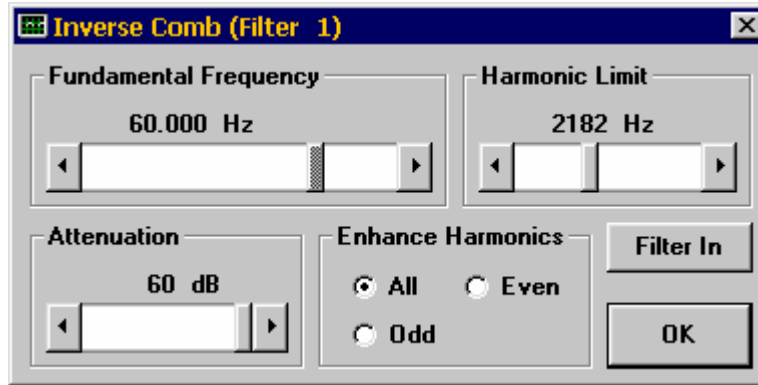 Inverse Comb (Filter 1)
Fundamental Frequency
60.000 Hz
Harmonic Limit
2182 Hz
Attenuation
60 dB
Enhance Harmonics
All
Even
Odd
Filter In
OK